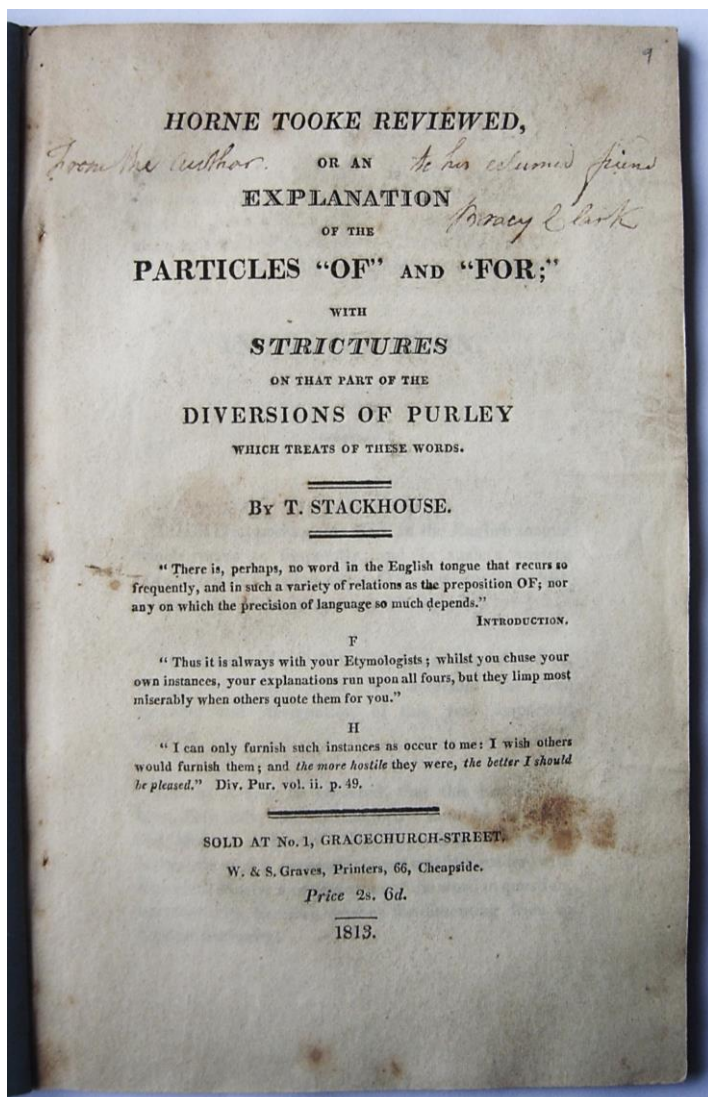 9
HORNE TOOKE REVIEWED,
From the Author. OR AN to his esteemed friend
EXPLANATION
OF THE Bracy Clark
PARTICLES “OF” AND “FOR;”
WITH
STRICTURES
ON THAT PART OF THE
DIVERSIONS OF PURLEY
WHICH TREATS OF THESE WORDS.
BY T. STACKHOUSE.
“ There is, perhaps, no word in the English tongue that recurs so
frequently, and in such a variety of relations as the preposition OF; nor
any on which the precision of language so much depends.”
INTRODUCTION.
F
“ Thus it is always with your Etymologists; whilst you chuse your
own instances, your explanations run upon all fours, but they limp most
miserably when others quote them for you.”
H
“ I can only furnish such instances as occur to me: I wish others
would furnish them; and the more hostile they were, the better I should
be pleased.” Div. Pur. vol. ii. p. 49.
SOLD AT No. 1, GRACECHURCH-STREET.
W. & S. Graves, Printers, 66, Cheapside.
Price 2s. 6d.
1813.